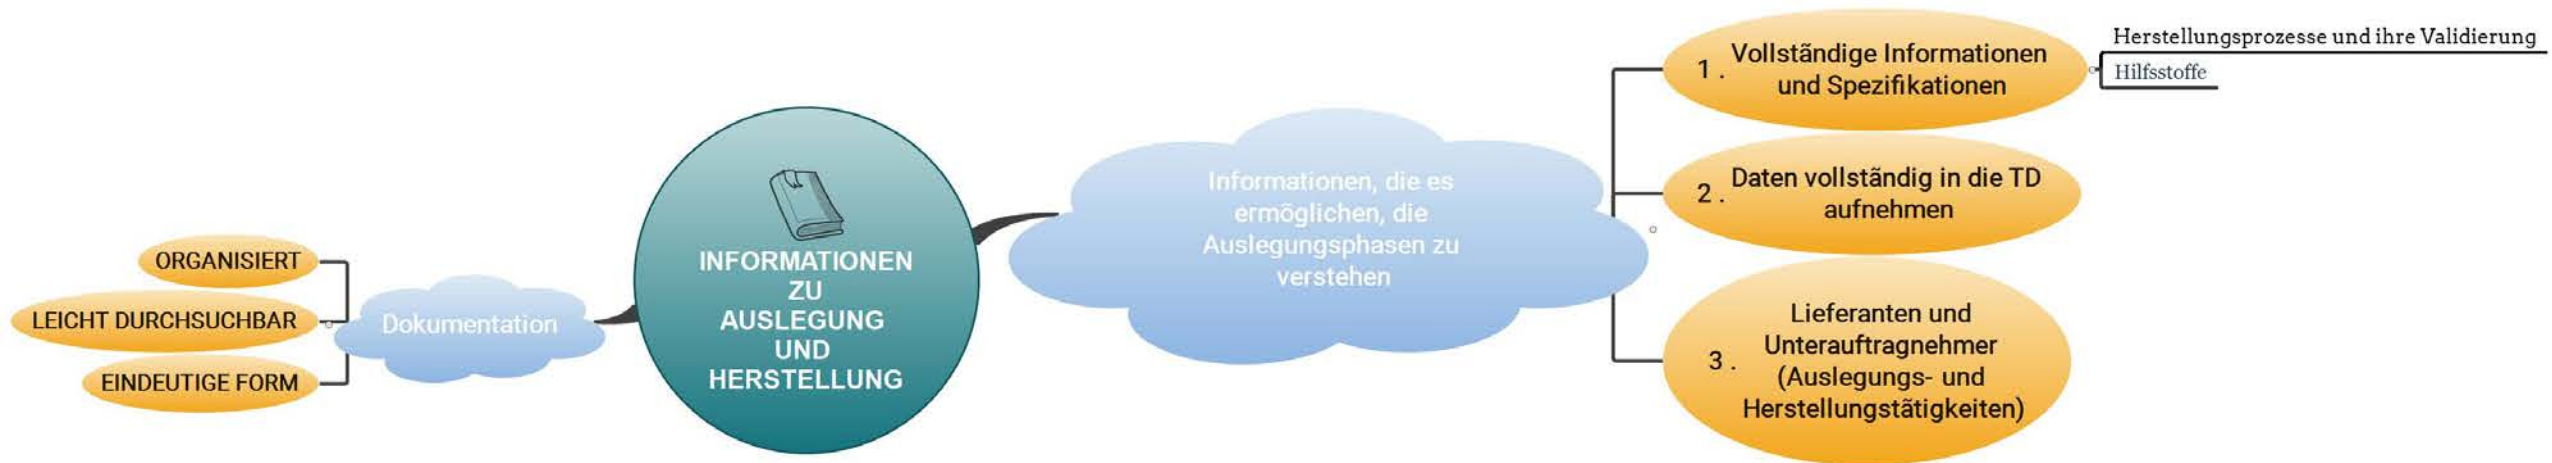 ORGANISIERT
LEICHT DURCHSUCHBAR
EINDEUTIGE FORM
Dokumentation
INFORMATIONEN
ZU
AUSLEGUNG
UND
HERSTELLUNG
Informationen, die es
ermöglichen, die
Auslegungsphasen zu
verstehen
1 . Vollständige Informationen
und Spezifikationen
Herstellungsprozesse und ihre Validierung
Hilfsstoffe
2 . Daten vollständig in die TD
aufnehmen
3 . Lieferanten und
Unterauftragnehmer
(Auslegungs- und
Herstellungstätigkeiten)